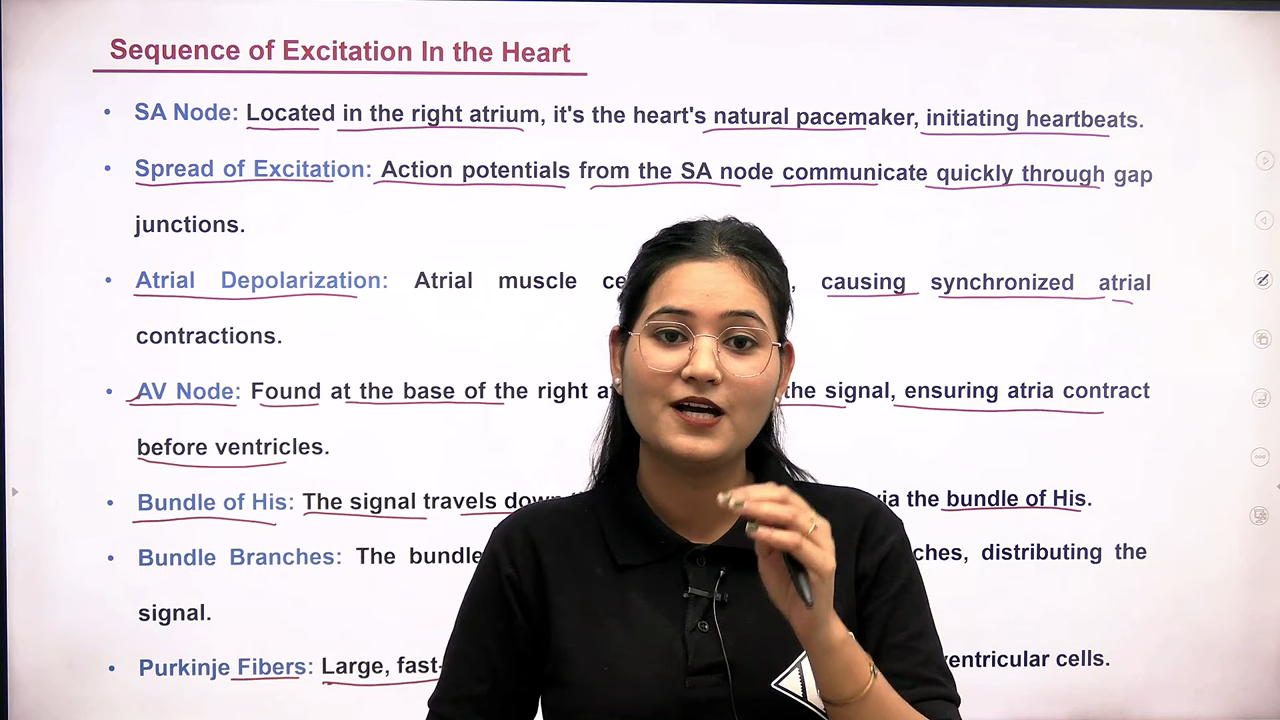 Sequence of Excitation In the Heart
• SA Node: Located in the right atrium, it's the heart's natural pacemaker, initiating heartbeats.
• Spread of Excitation: Action potentials from the SA node communicate quickly through gap
junctions.
• Atrial Depolarization: Atrial muscle , causing synchronized atrial
contractions.
• AV Node: Found at the base of the right the signal, ensuring atria contract
before ventricles.
• Bundle of His: The signal travels down via the bundle of His.
• Bundle Branches: The bundle distributing the
signal.
• Purkinje Fibers: Large, fast- ventricular cells.